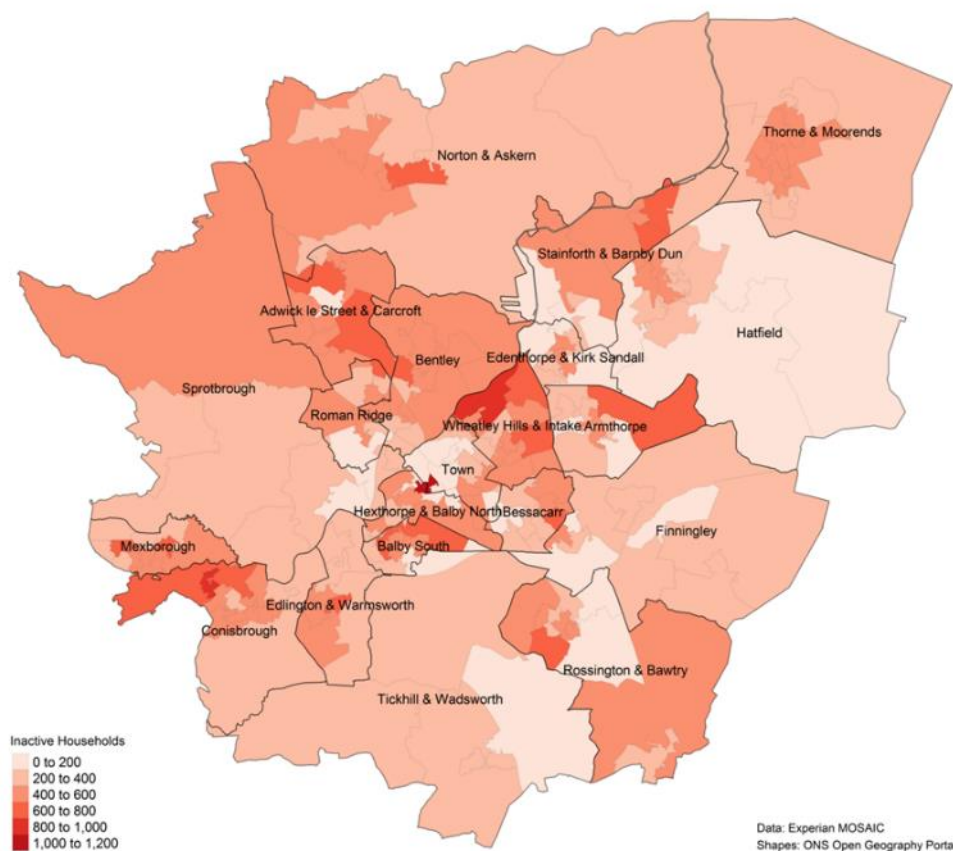 Thorne & Moorends
Norton & Askern
Stainforth & Barnby Dun
Adwick le Street & Carcroft
Hatfield
Bentley
Edenthorpe & Kirk Sandall
Sprotbrough
Roman Ridge
Wheatley Hills & Intake
Armthorpe
Town
Hexthorpe & Balby North
Bessacarr
Finningley
Mexborough
Balby South
Edlington & Warmsworth
Conisbrough
Rossington & Bawtry
Tickhill & Wadsworth
Inactive Households
0 to 200
200 to 400
400 to 600
600 to 800
800 to 1,000
1,000 to 1,200
Data: Experian MOSAIC
Shapes: ONS Open Geography Porta